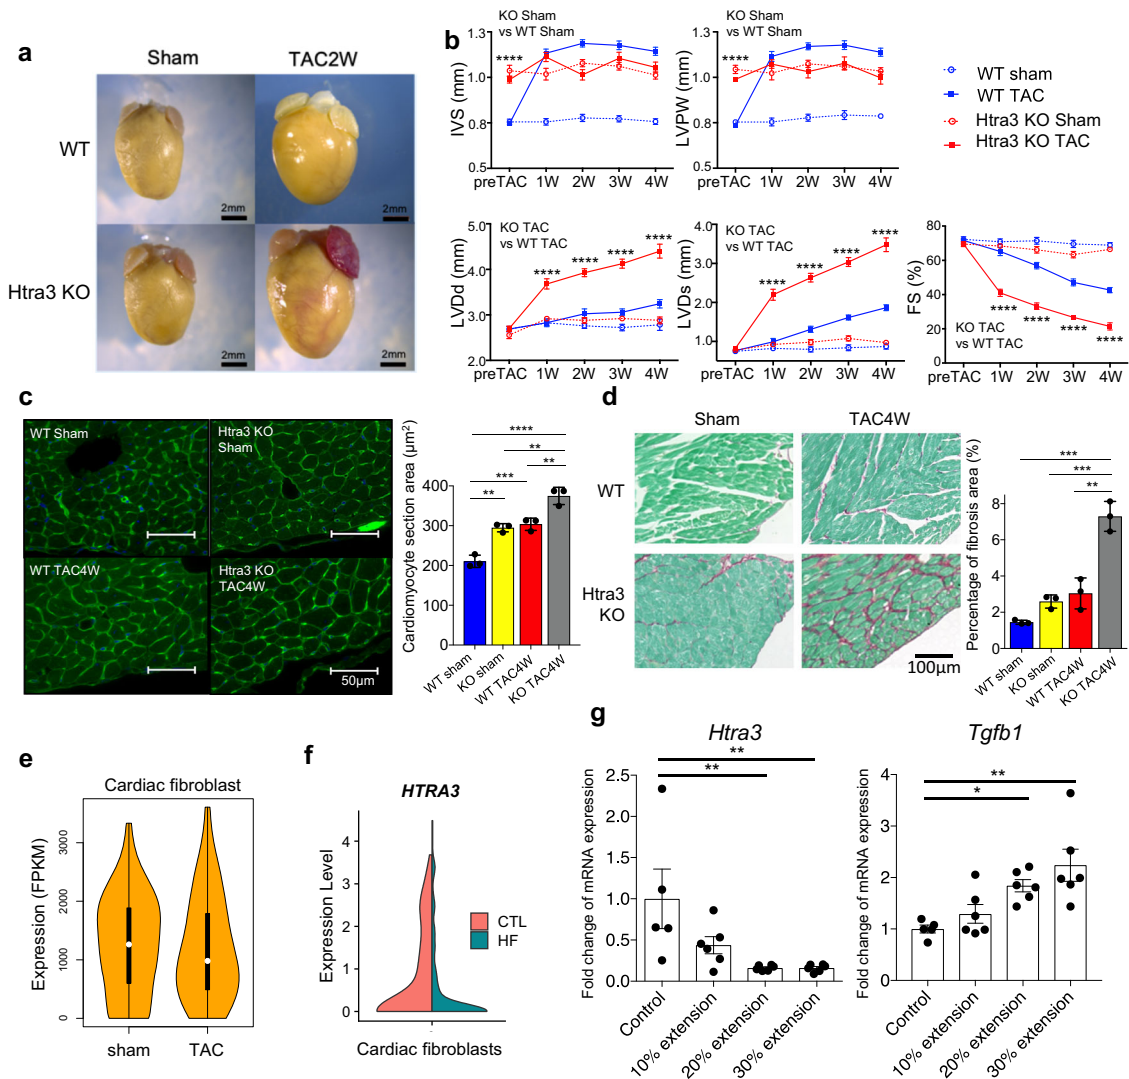 a
Sham
TAC2W
WT
Htra3 KO
2mm
2mm
2mm
2mm
b
KO Sham
vs WT Sham
****
IVS (mm)
1.3
1.0
0.8
0.5
preTAC 1W 2W 3W 4W
KO Sham
vs WT Sham
****
LVPW (mm)
1.3
1.0
0.8
0.5
preTAC 1W 2W 3W 4W
WT sham
WT TAC
Htra3 KO Sham
Htra3 KO TAC
KO TAC
vs WT TAC
**** **** **** ****
LVDd (mm)
5.0
4.0
3.0
2.0
preTAC 1W 2W 3W 4W
KO TAC
vs WT TAC
**** **** **** ****
LVDs (mm)
4.0
3.0
2.0
1.0
preTAC 1W 2W 3W 4W
FS (%)
80
60
40
20
0
**** **** **** ****
KO TAC
vs WT TAC
preTAC 1W 2W 3W 4W
c
WT Sham
Htra3 KO
Sham
WT TAC4W
Htra3 KO
TAC4W
50µm
Cardiomyocyte section area (µm²)
****
**
**
***
**
400
300
200
100
0
WT sham
KO sham
WT TAC4W
KO TAC4W
d
Sham
TAC4W
WT
Htra3
KO
100µm
Percentage of fibrosis area (%)
***
***
**
8
6
4
2
0
WT sham
KO sham
WT TAC4W
KO TAC4W
e
Cardiac fibroblast
Expression (FPKM)
3000
2000
1000
0
sham
TAC
f
HTRA3
Expression Level
4
3
2
1
0
CTL
HF
Cardiac fibroblasts
g
Htra3
**
**
Fold change of mRNA expression
2.5
2.0
1.5
1.0
0.5
0.0
Control
10% extension
20% extension
30% extension
Tgfb1
**
*
Fold change of mRNA expression
4
3
2
1
0
Control
10% extension
20% extension
30% extension